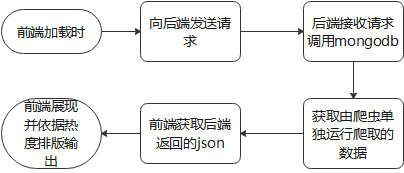 前端加载时
向后端发送请
求
后端接收请求
调用mongodb
获取由爬虫单
独运行爬取的
数据
前端获取后端
返回的json
前端展现
并依据热
度排版输
出